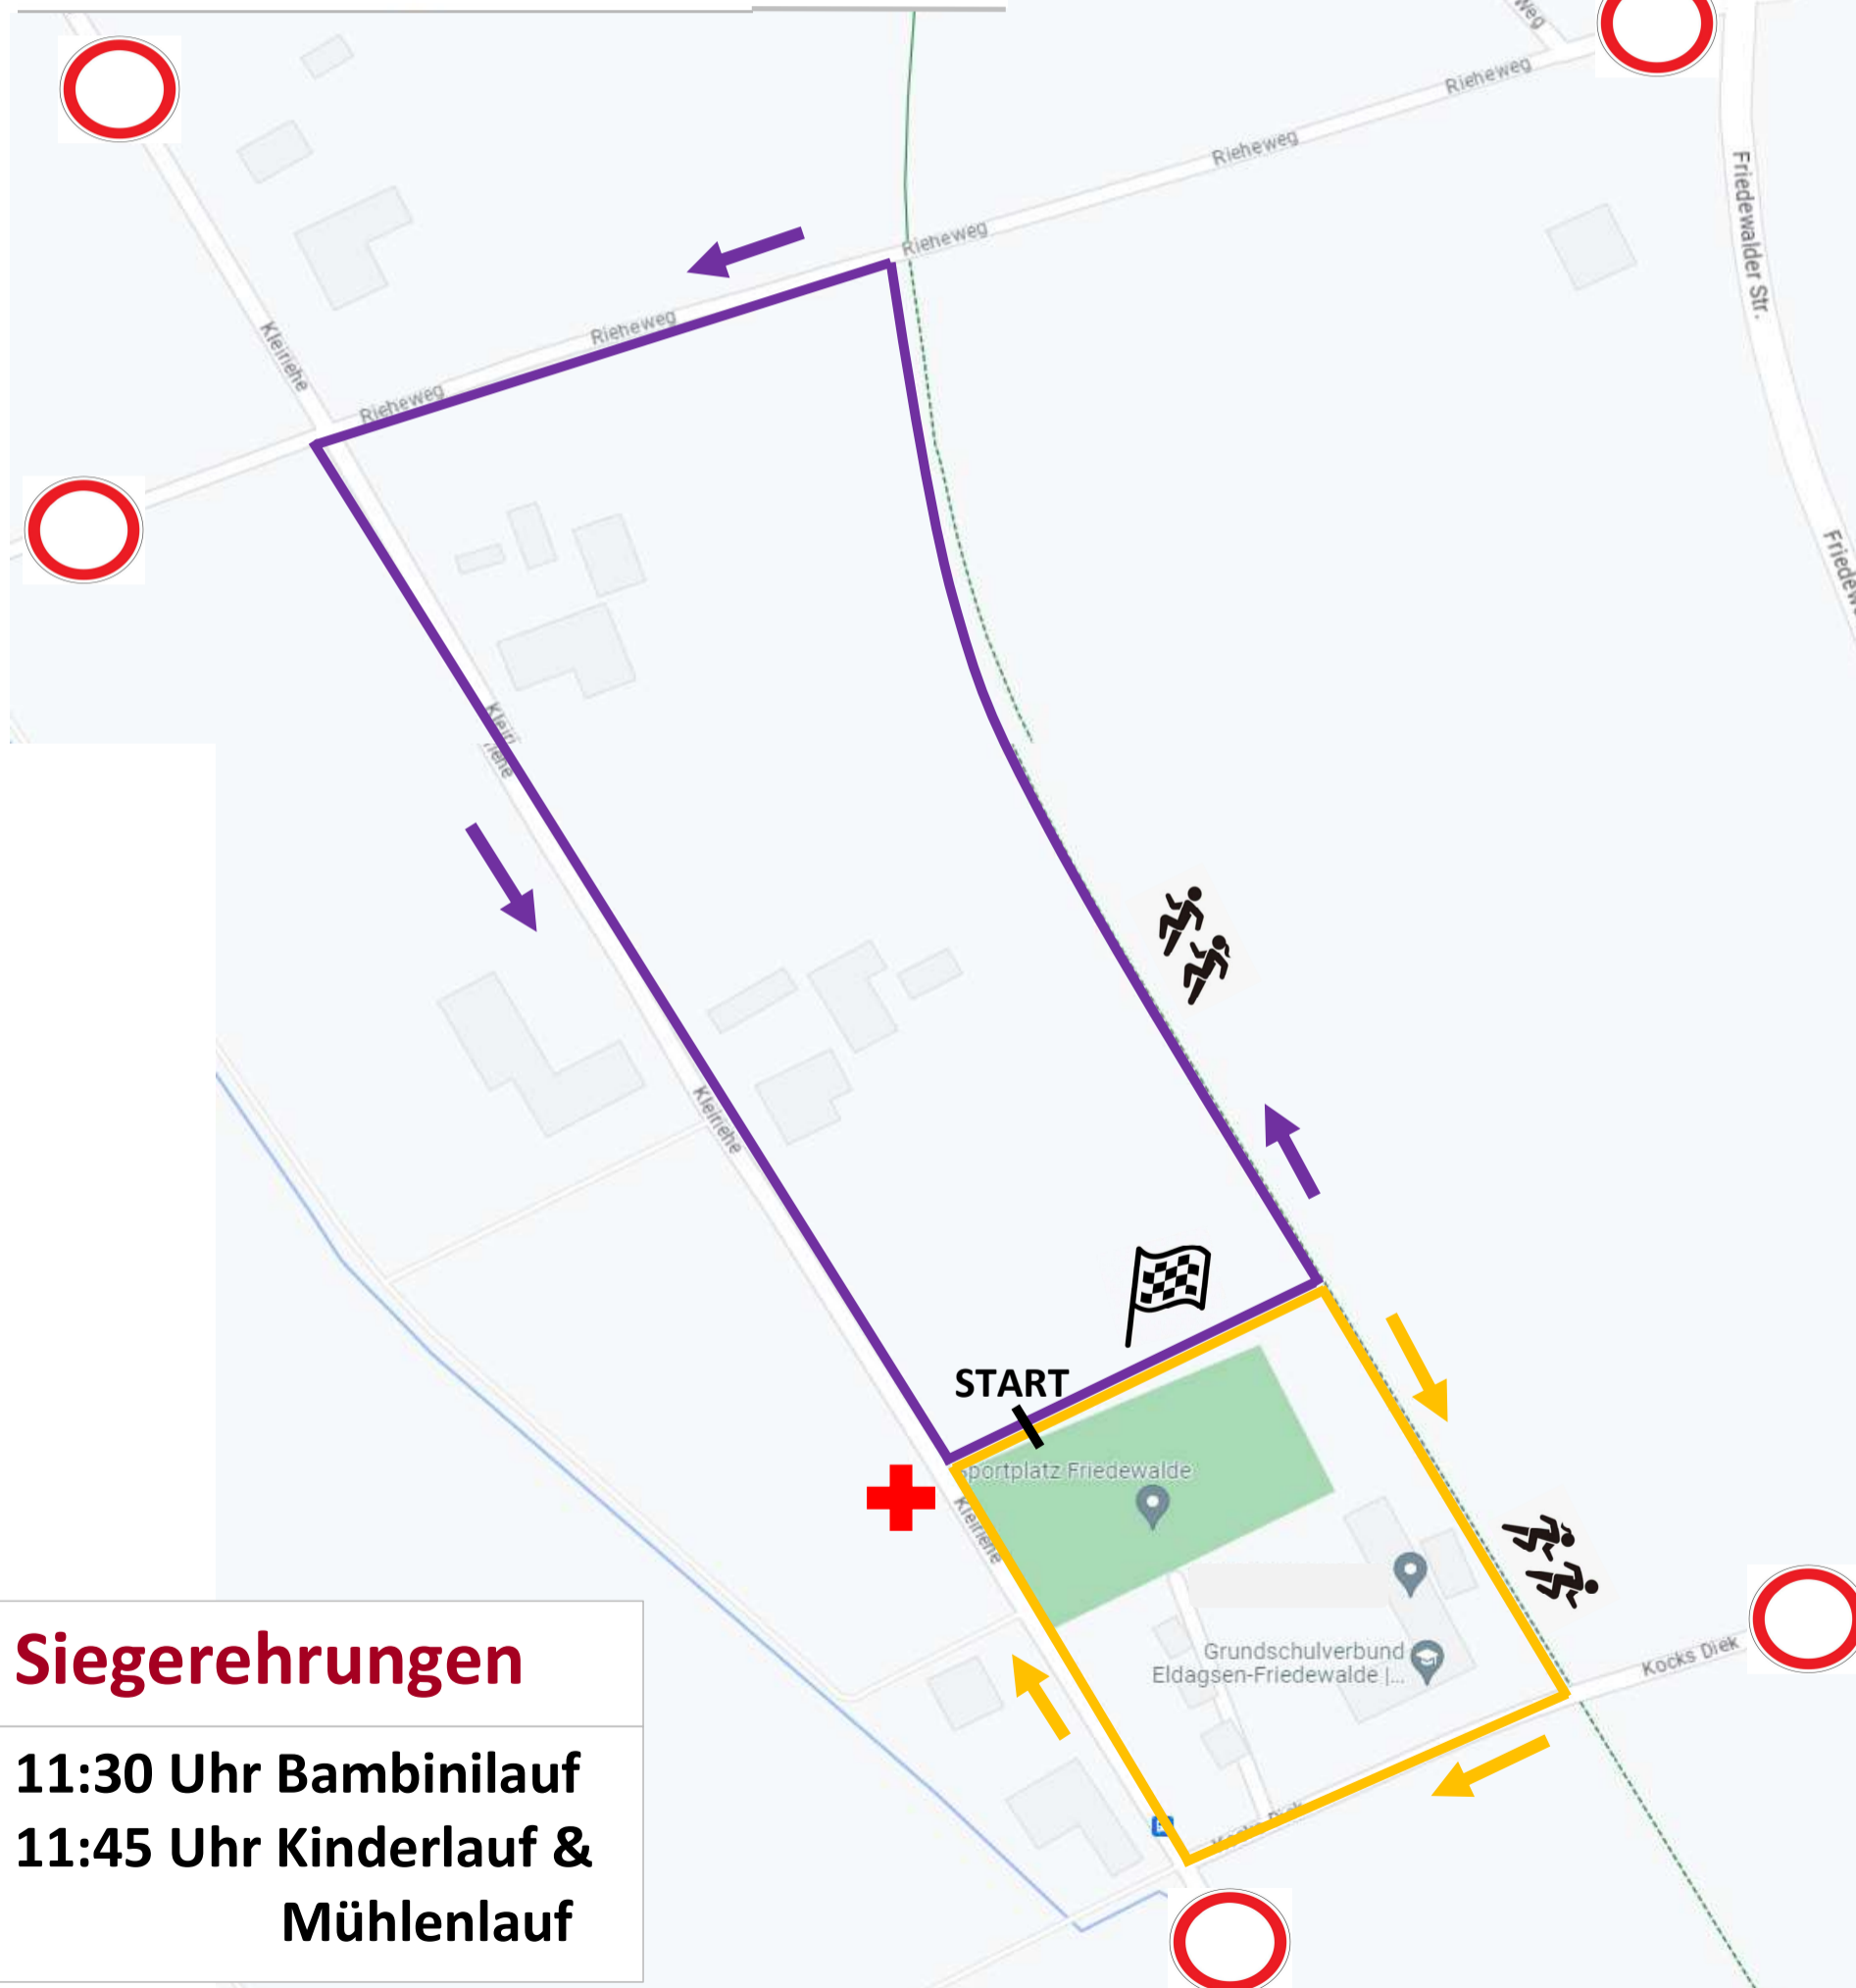 Weg
Rieheweg
Rieheweg
Rieheweg
Friedewalder Str.
Rieheweg
Kleiriehe
Rieheweg
Kleiriehe
START
Sportplatz Friedewalde
Kleiriehe
Grundschulverbund
Eldagsen-Friedewalde |...
Kocks Diek
Siegerehrungen
11:30 Uhr Bambinilauf
11:45 Uhr Kinderlauf &
Mühlenlauf